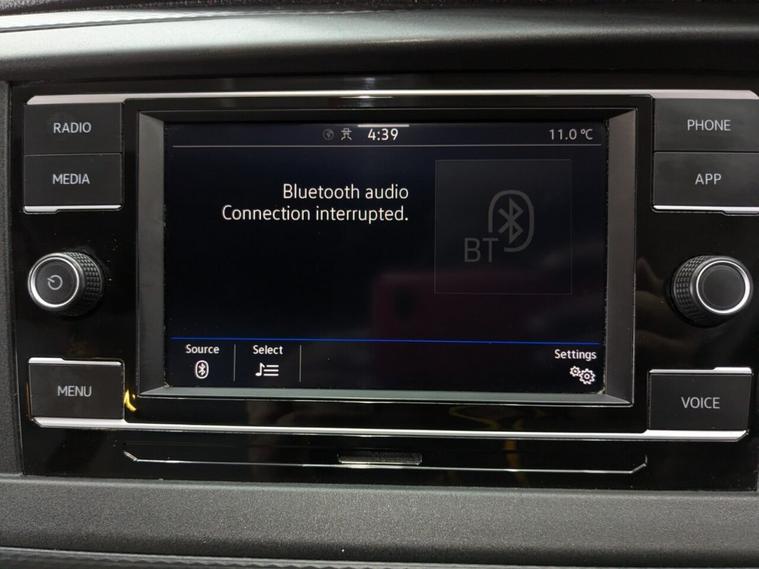 RADIO
MEDIA
MENU
4:39
11.0 °C
Bluetooth audio
Connection interrupted.
BT
Source
Select
Settings
PHONE
APP
VOICE